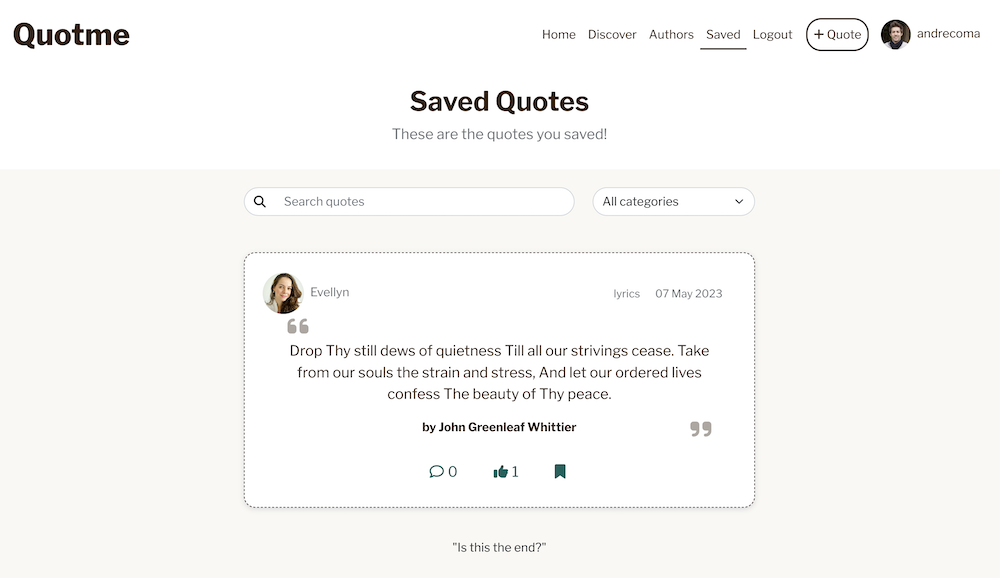 Quotme
Home Discover Authors Saved Logout + Quote andrecoma
Saved Quotes
These are the quotes you saved!
Search quotes All categories
Evellyn lyrics 07 May 2023
❝
Drop Thy still dews of quietness Till all our strivings cease. Take
from our souls the strain and stress, And let our ordered lives
confess The beauty of Thy peace.
by John Greenleaf Whittier
❞
0 1
"Is this the end?"